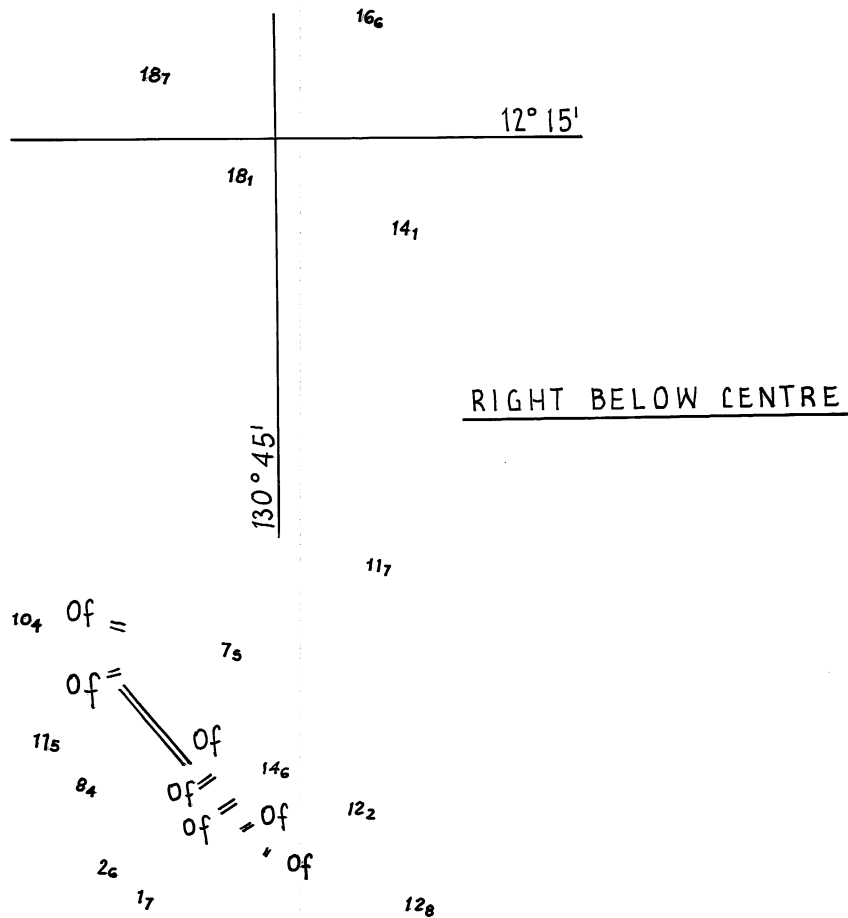 16₆
18₇
12° 15'
18₁
14₁
RIGHT BELOW CENTRE
130° 45'
11₇
10₄ Of
7₅
Of
11₅
Of
14₆
8₄
Of
12₂
Of
Of
Of
2₆
1₇
12₈